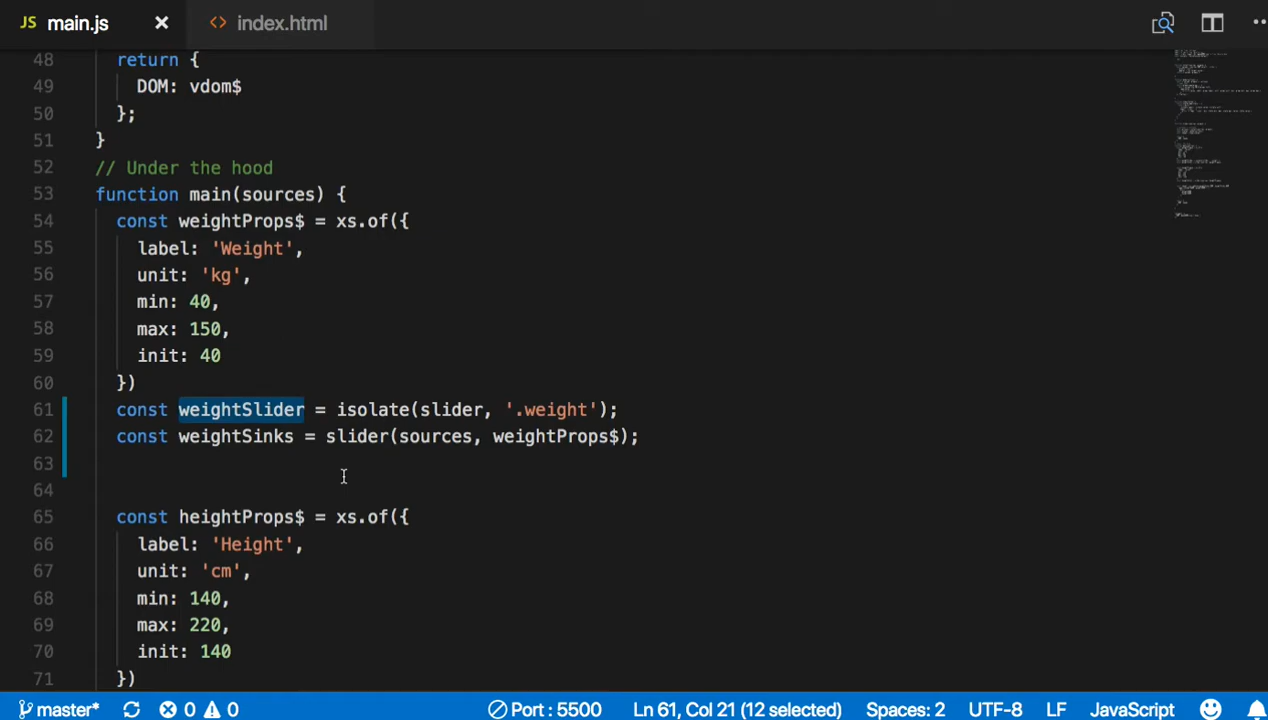 JS main.js × <> index.html
48 return {
49 DOM: vdom$
50 };
51 }
52 // Under the hood
53 function main(sources) {
54 const weightProps$ = xs.of({
55 label: 'Weight',
56 unit: 'kg',
57 min: 40,
58 max: 150,
59 init: 40
60 })
61 const weightSlider = isolate(slider, '.weight');
62 const weightSinks = slider(sources, weightProps$);
63
64
65 const heightProps$ = xs.of({
66 label: 'Height',
67 unit: 'cm',
68 min: 140,
69 max: 220,
70 init: 140
71 })
master* 0 0 Port : 5500 Ln 61, Col 21 (12 selected) Spaces: 2 UTF-8 LF JavaScript